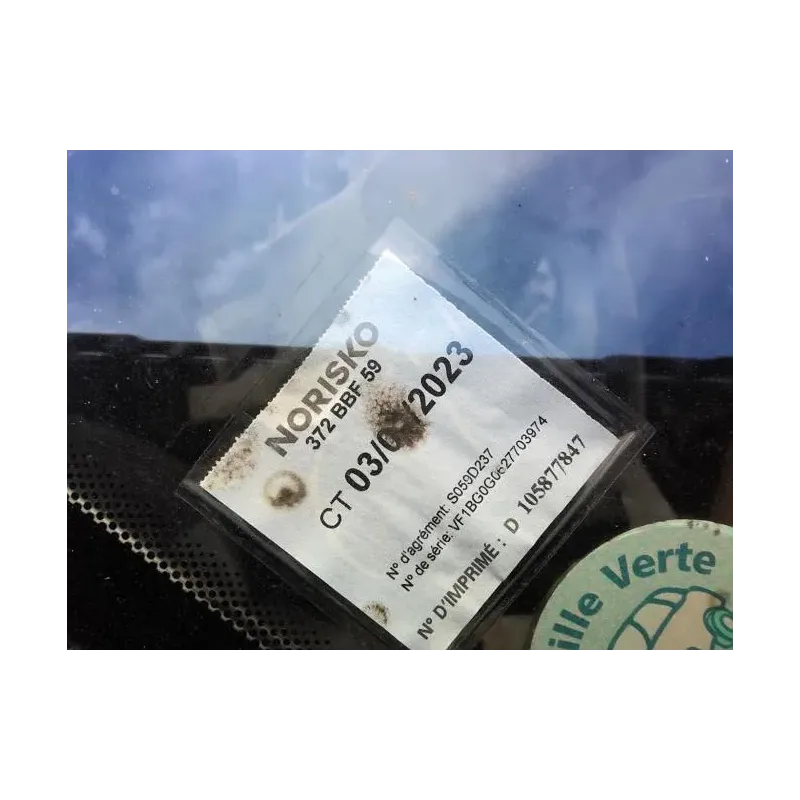 NORISKO
372 BBF 59
CT 03/0 /2023
N° d'agrément: S059D237
N° de série: VF1BG0G0627703974
N° D'IMPRIMÉ : D 105877847
ille Verte